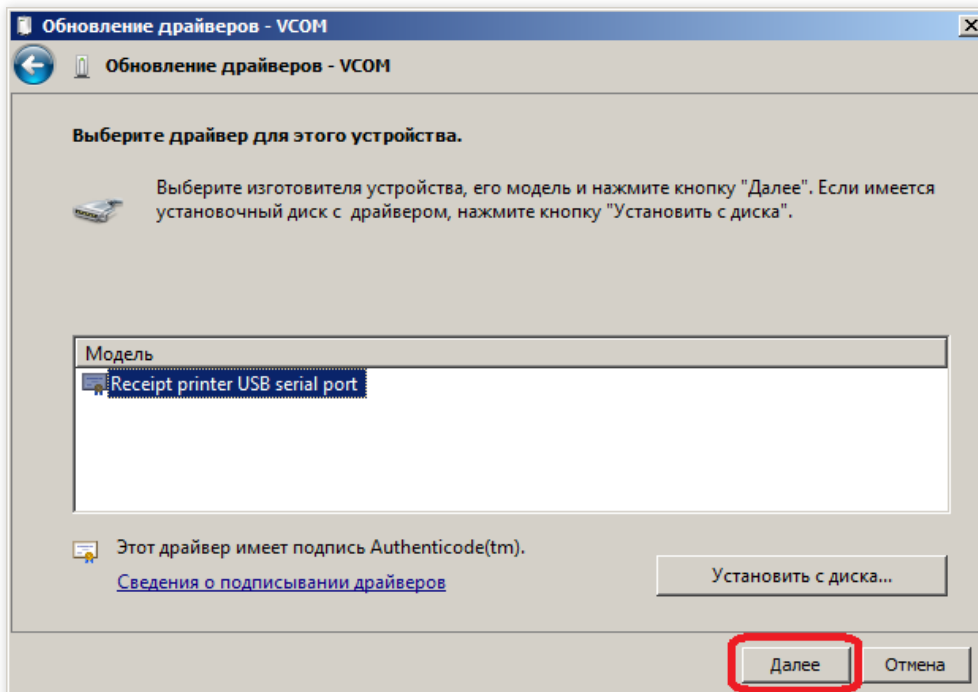 Обновление драйверов - VCOM
Обновление драйверов - VCOM
Выберите драйвер для этого устройства.
Выберите изготовителя устройства, его модель и нажмите кнопку "Далее". Если имеется
установочный диск с драйвером, нажмите кнопку "Установить с диска".
Модель
Receipt printer USB serial port
Этот драйвер имеет подпись Authenticode(tm).
Сведения о подписывании драйверов
Установить с диска...
Далее
Отмена